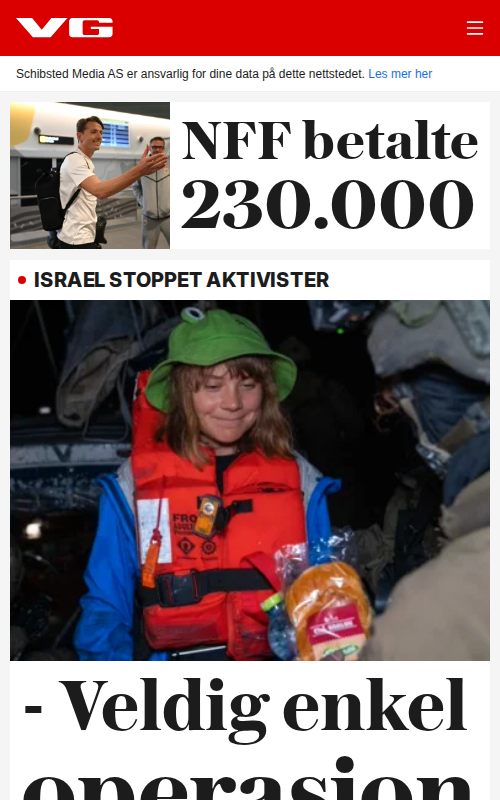 VG
Schibsted Media AS er ansvarlig for dine data på dette nettstedet. Les mer her
NFF betalte
230.000
ISRAEL STOPPET AKTIVISTER
- Veldig enkel
operasjon